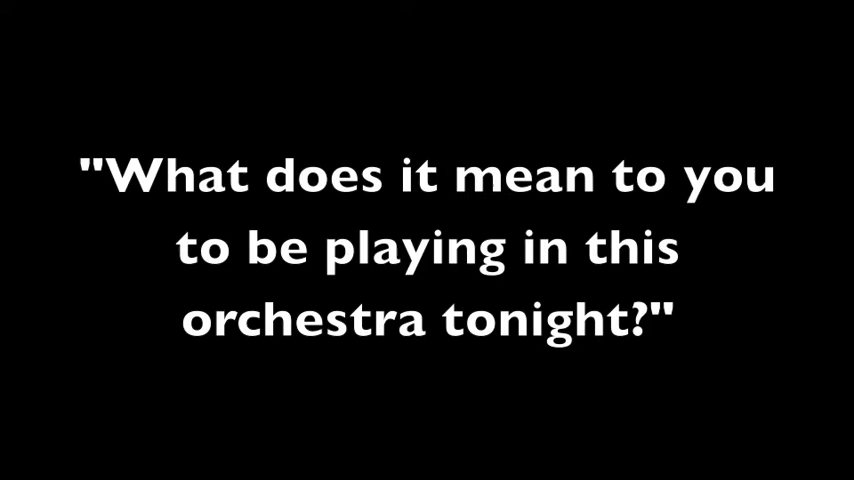 "What does it mean to you
to be playing in this
orchestra tonight?"